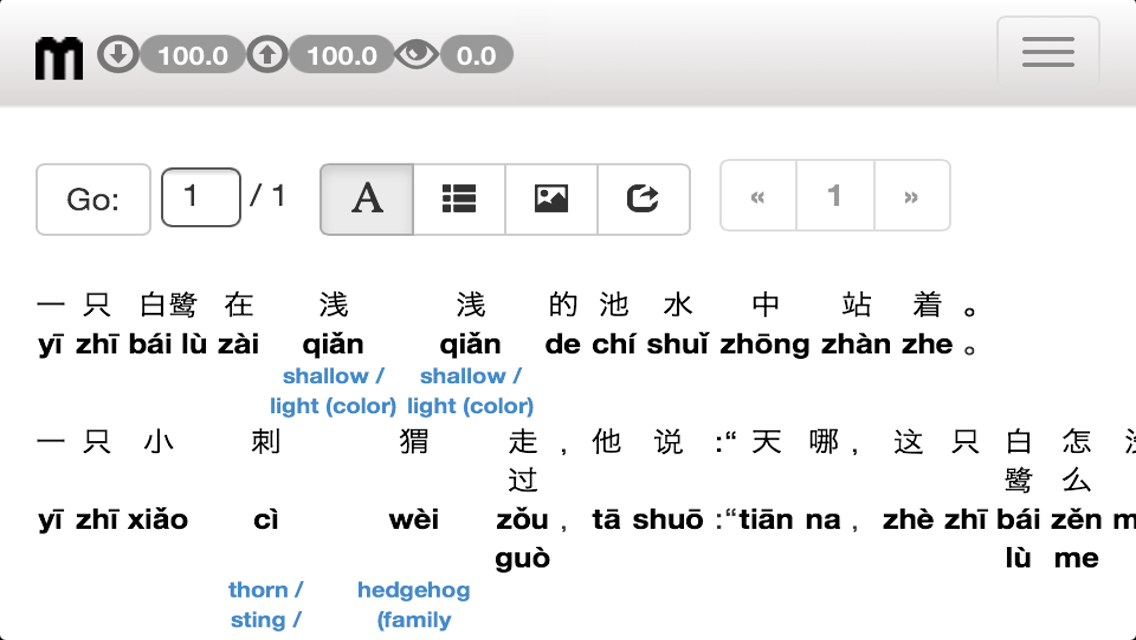 m 100.0 100.0 0.0
Go: 1 / 1 A « 1 »
一 只 白鹭 在 浅 浅 的 池 水 中 站 着 。
yī zhī bái lù zài qiǎn qiǎn de chí shuǐ zhōng zhàn zhe 。
shallow / shallow /
light (color) light (color)
一 只 小 刺 猬 走 , 他 说 :“ 天 哪 , 这 只 白 怎
过 鹭 么
yī zhī xiǎo cì wèi zǒu , tā shuō :“tiān na , zhè zhī bái zěn m
guò lù me
thorn / hedgehog
sting / (family